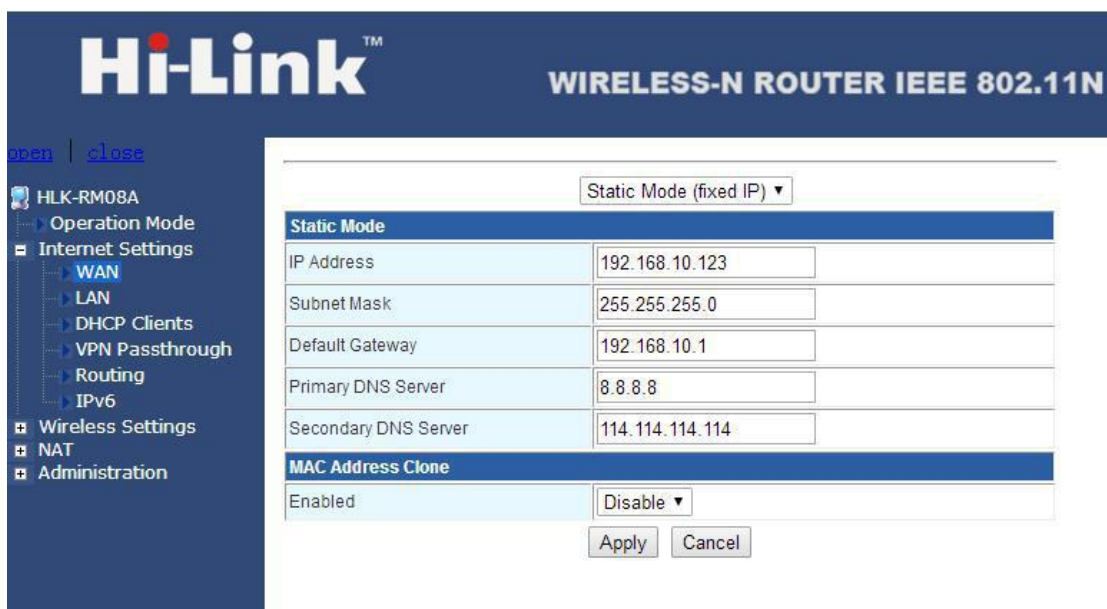 Hi-Link™
WIRELESS-N ROUTER IEEE 802.11N
open | close
HLK-RM08A
Operation Mode
Internet Settings
WAN
LAN
DHCP Clients
VPN Passthrough
Routing
IPv6
Wireless Settings
NAT
Administration
Static Mode (fixed IP)
Static Mode
IP Address 192.168.10.123
Subnet Mask 255.255.255.0
Default Gateway 192.168.10.1
Primary DNS Server 8.8.8.8
Secondary DNS Server 114.114.114.114
MAC Address Clone
Enabled Disable
Apply Cancel